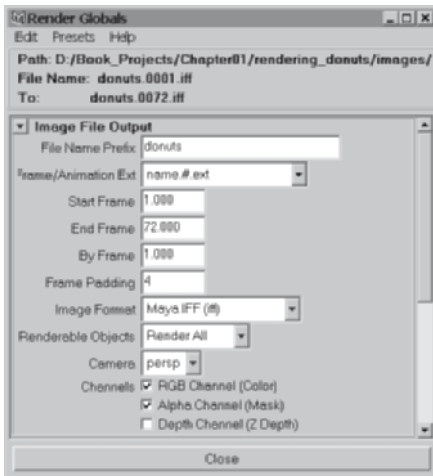 Render Globals
Edit Presets Help
Path: D:/Book_Projects/Chapter01/rendering_donuts/images/
File Name: donuts.0001.iff
To: donuts.0072.iff
Image File Output
File Name Prefix donuts
Frame/Animation Ext name.#.ext
Start Frame 1.000
End Frame 72.000
By Frame 1.000
Frame Padding 4
Image Format Maya IFF (iff)
Renderable Objects Render All
Camera persp
Channels RGB Channel (Color)
Alpha Channel (Mask)
Depth Channel (Z Depth)
Close